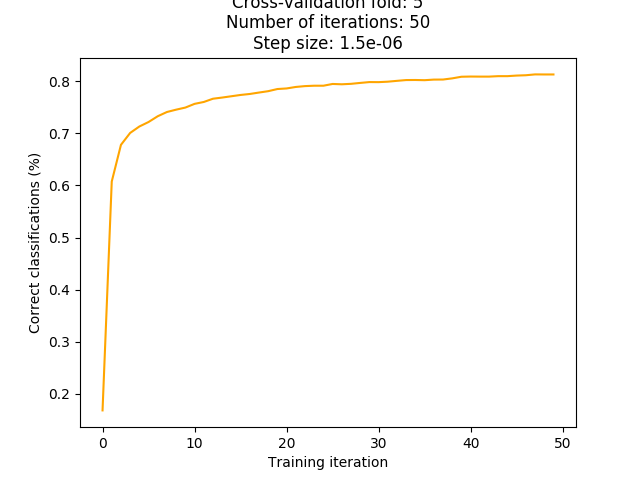 Cross-validation fold: 5
Number of iterations: 50
Step size: 1.5e-06
0.8
0.7
0.6
0.5
0.4
0.3
0.2
Correct classifications (%)
0 10 20 30 40 50
Training iteration